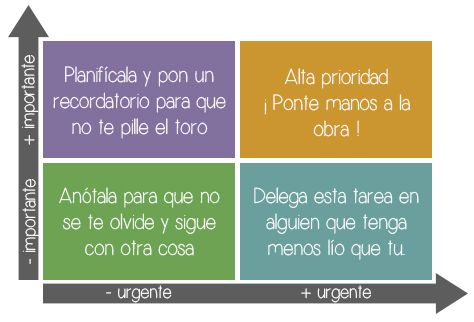 + importante
Planifícala y pon un
recordatorio para que
no te pille el toro
Alta prioridad
¡ Ponte manos a la
obra !
- importante
Anótala para que no
se te olvide y sigue
con otra cosa
Delega esta tarea en
alguien que tenga
menos lío que tu.
- urgente
+ urgente